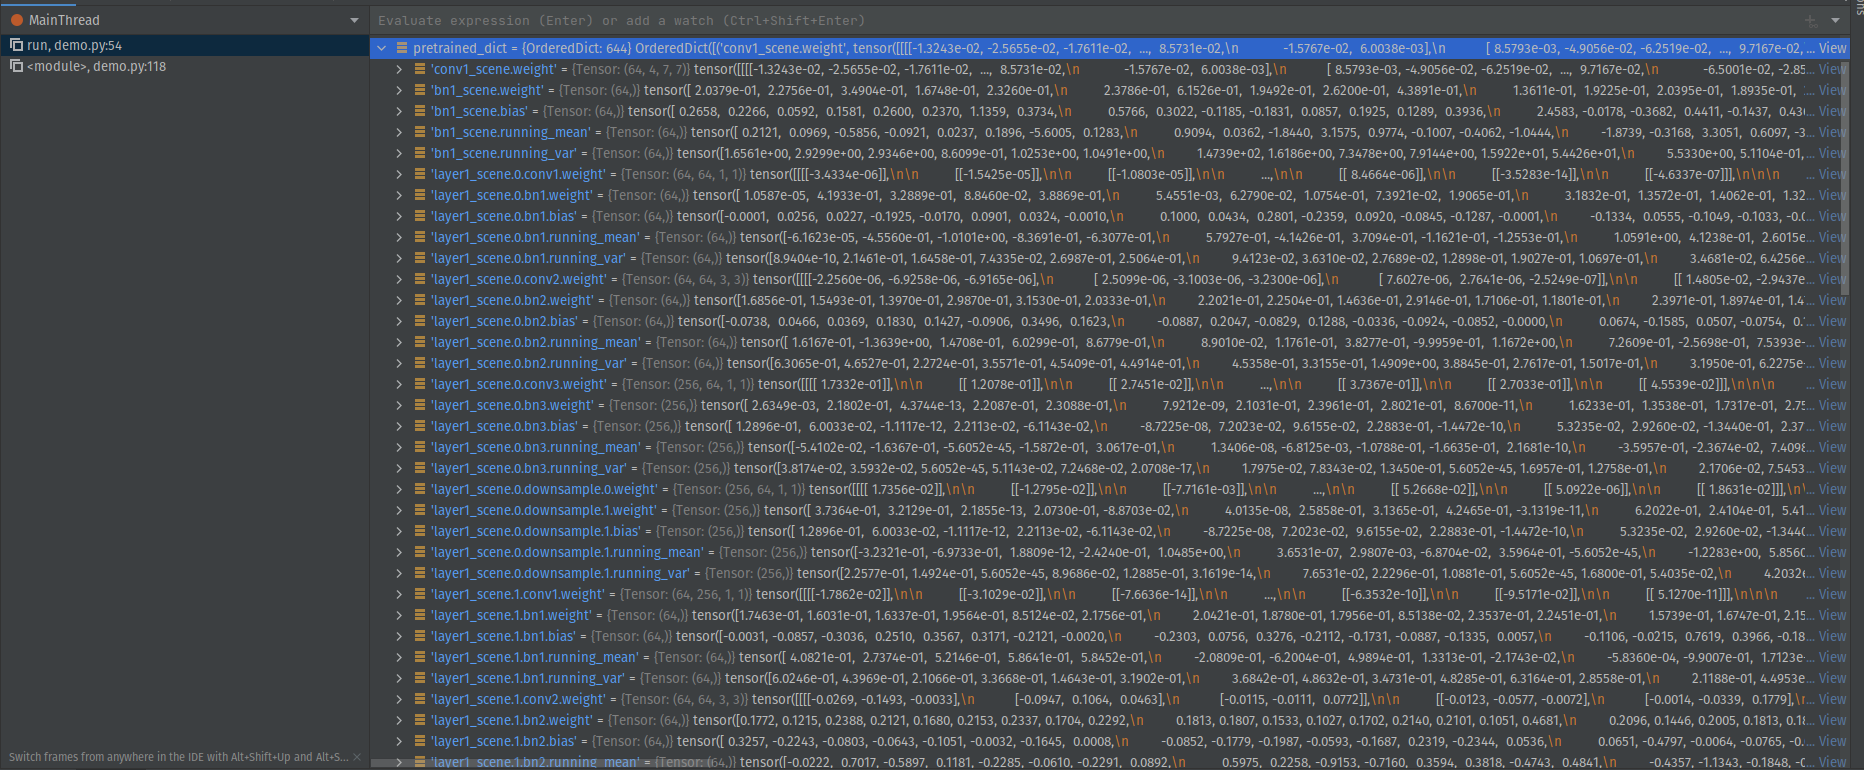 MainThread
Evaluate expression (Enter) or add a watch (Ctrl+Shift+Enter)
run, demo.py:54
<module>, demo.py:118
pretrained_dict = {OrderedDict: 644} OrderedDict([('conv1_scene.weight', tensor([[[[-1.3243e-02, -2.5655e-02, -1.7611e-02,  ...,  8.5731e-02,\n          -1.5767e-02,  6.0038e-03],\n          [ 8.5793e-03, -4.9056e-02, -6.2519e-02,  ...,  9.7167e-02,... View
'conv1_scene.weight' = {Tensor: (64, 4, 7, 7)} tensor([[[[-1.3243e-02, -2.5655e-02, -1.7611e-02,  ...,  8.5731e-02,\n          -1.5767e-02,  6.0038e-03],\n          [ 8.5793e-03, -4.9056e-02, -6.2519e-02,  ...,  9.7167e-02,\n          -6.5001e-02, -2.85... View
'bn1_scene.weight' = {Tensor: (64,)} tensor([ 2.0379e-01,  2.2756e-01,  3.4904e-01,  1.6748e-01,  2.3260e-01,\n         2.3786e-01,  6.1526e-01,  1.9492e-01,  2.6200e-01,  4.3891e-01,\n         1.3611e-01,  1.9225e-01,  2.0395e-01,  1.8935e-01, ... View
'bn1_scene.bias' = {Tensor: (64,)} tensor([ 0.2658,  0.2266,  0.0592,  0.1581,  0.2600,  0.2370,  1.1359,  0.3734,\n         0.5766,  0.3022, -0.1185, -0.1831,  0.0857,  0.1925,  0.1289,  0.3936,\n         2.4583, -0.0178, -0.3682,  0.4411, -0.1437,  0.43... View
'bn1_scene.running_mean' = {Tensor: (64,)} tensor([ 0.2121,  0.0969, -0.5856, -0.0921,  0.0237,  0.1896, -5.6005,  0.1283,\n         0.9094,  0.0362, -1.8440,  3.1575,  0.9774, -0.1007, -0.4062, -1.0444,\n        -1.8739, -0.3168,  3.3051,  0.6097, -3... View
'bn1_scene.running_var' = {Tensor: (64,)} tensor([1.6561e+00, 2.9299e+00, 2.9346e+00, 8.6099e-01, 1.0253e+00, 1.0491e+00,\n        1.4739e+02, 1.6186e+00, 7.3478e+00, 7.9144e+00, 1.5922e+01, 5.4426e+01,\n        5.5330e+00, 5.1104e-01,... View
'layer1_scene.0.conv1.weight' = {Tensor: (64, 64, 1, 1)} tensor([[[[-3.4334e-06]],\n\n         [[-1.5425e-05]],\n\n         [[-1.0803e-05]],\n\n         ...,\n\n         [[ 8.4664e-06]],\n\n         [[-3.5283e-14]],\n\n         [[-4.6337e-07]]],\n\n\n... View
'layer1_scene.0.bn1.weight' = {Tensor: (64,)} tensor([ 1.0587e-05,  4.1933e-01,  3.2889e-01,  8.8460e-02,  3.8869e-01,\n         5.4551e-03,  6.2790e-02,  1.0754e-01,  7.3921e-02,  1.9065e-01,\n         3.1832e-01,  1.3572e-01,  1.4062e-01,  1.32... View
'layer1_scene.0.bn1.bias' = {Tensor: (64,)} tensor([-0.0001,  0.0256,  0.0227, -0.1925, -0.0170,  0.0901,  0.0324, -0.0010,\n         0.1000,  0.0434,  0.2801, -0.2359,  0.0920, -0.0845, -0.1287, -0.0001,\n        -0.1334,  0.0555, -0.1049, -0.1033, -0.0... View
'layer1_scene.0.bn1.running_mean' = {Tensor: (64,)} tensor([-6.1623e-05, -4.5560e-01, -1.0101e+00, -8.3691e-01, -6.3077e-01,\n         5.7927e-01, -4.1426e-01,  3.7094e-01, -1.1621e-01, -1.2553e-01,\n         1.0591e+00,  4.1238e-01,  2.6015e... View
'layer1_scene.0.bn1.running_var' = {Tensor: (64,)} tensor([8.9404e-10, 2.1461e-01, 1.6458e-01, 7.4335e-02, 2.6987e-01, 2.5064e-01,\n        9.4123e-02, 3.6310e-02, 2.7689e-02, 1.2898e-01, 1.9027e-01, 1.0697e-01,\n        3.4681e-02, 6.4256e... View
'layer1_scene.0.conv2.weight' = {Tensor: (64, 64, 3, 3)} tensor([[[[-2.2560e-06, -6.9258e-06, -6.9165e-06],\n          [ 2.5099e-06, -3.1003e-06, -3.2300e-06],\n          [ 7.6027e-06,  2.7641e-06, -2.5249e-07]],\n\n         [[ 1.4805e-02, -2.9437e... View
'layer1_scene.0.bn2.weight' = {Tensor: (64,)} tensor([1.6856e-01, 1.5493e-01, 1.3970e-01, 2.9870e-01, 3.1530e-01, 2.0333e-01,\n        2.2021e-01, 2.2504e-01, 1.4636e-01, 2.9146e-01, 1.7106e-01, 1.1801e-01,\n        2.3971e-01, 1.8974e-01, 1.4... View
'layer1_scene.0.bn2.bias' = {Tensor: (64,)} tensor([-0.0738,  0.0466,  0.0369,  0.1830,  0.1427, -0.0906,  0.3496,  0.1623,\n        -0.0887,  0.2047, -0.0829,  0.1288, -0.0336, -0.0924, -0.0852, -0.0000,\n         0.0674, -0.1585,  0.0507, -0.0754,  0.... View
'layer1_scene.0.bn2.running_mean' = {Tensor: (64,)} tensor([ 1.6167e-01, -1.3639e+00,  1.4708e-01,  6.0299e-01,  8.6779e-01,\n         8.9010e-02,  1.1761e-01,  3.8277e-01, -9.9959e-01,  1.1672e+00,\n         7.2609e-01, -2.5698e-01,  7.5393e... View
'layer1_scene.0.bn2.running_var' = {Tensor: (64,)} tensor([6.3065e-01, 4.6527e-01, 2.2724e-01, 3.5571e-01, 4.5409e-01, 4.4914e-01,\n        4.5358e-01, 3.3155e-01, 1.4909e+00, 3.8845e-01, 2.7617e-01, 1.5017e-01,\n        3.1950e-01, 6.2275e... View
'layer1_scene.0.conv3.weight' = {Tensor: (256, 64, 1, 1)} tensor([[[[ 1.7332e-01]],\n\n         [[ 1.2078e-01]],\n\n         [[ 2.7451e-02]],\n\n         ...,\n\n         [[ 3.7367e-01]],\n\n         [[ 2.7033e-01]],\n\n         [[ 4.5539e-02]]],\n\n\n... View
'layer1_scene.0.bn3.weight' = {Tensor: (256,)} tensor([ 2.6349e-03,  2.1802e-01,  4.3744e-13,  2.2087e-01,  2.3088e-01,\n         7.9212e-09,  2.1031e-01,  2.3961e-01,  2.8021e-01,  8.6700e-11,\n         1.6233e-01,  1.3538e-01,  1.7317e-01,  2.75... View
'layer1_scene.0.bn3.bias' = {Tensor: (256,)} tensor([ 1.2896e-01,  6.0033e-02, -1.1117e-12,  2.2113e-02, -6.1143e-02,\n        -8.7225e-08,  7.2023e-02,  9.6155e-02,  2.2883e-01, -1.4472e-10,\n         5.3235e-02,  2.9260e-02, -1.3440e-01,  2.37... View
'layer1_scene.0.bn3.running_mean' = {Tensor: (256,)} tensor([-5.4102e-02, -1.6367e-01, -5.6052e-45, -1.5872e-01,  3.0617e-01,\n         1.3406e-08, -6.8125e-03, -1.0788e-01, -1.6635e-01,  2.1681e-10,\n        -3.5957e-01, -2.3674e-02,  7.4098... View
'layer1_scene.0.bn3.running_var' = {Tensor: (256,)} tensor([3.8174e-02, 3.5932e-02, 5.6052e-45, 5.1143e-02, 7.2468e-02, 2.0708e-17,\n        1.7975e-02, 7.8343e-02, 1.3450e-01, 5.6052e-45, 1.6957e-01, 1.2758e-01,\n        2.1706e-02, 7.5453... View
'layer1_scene.0.downsample.0.weight' = {Tensor: (256, 64, 1, 1)} tensor([[[[ 1.7356e-02]],\n\n         [[-1.2795e-02]],\n\n         [[-7.7161e-03]],\n\n         ...,\n\n         [[ 5.2668e-02]],\n\n         [[ 5.0922e-06]],\n\n         [[ 1.8631e-02]]],\n\... View
'layer1_scene.0.downsample.1.weight' = {Tensor: (256,)} tensor([ 3.7364e-01,  3.2129e-01,  2.1855e-13,  2.0730e-01, -8.8703e-02,\n         4.0135e-08,  2.5858e-01,  3.1365e-01,  4.2465e-01, -3.1319e-11,\n         6.2022e-01,  2.4104e-01,  5.41... View
'layer1_scene.0.downsample.1.bias' = {Tensor: (256,)} tensor([ 1.2896e-01,  6.0033e-02, -1.1117e-12,  2.2113e-02, -6.1143e-02,\n        -8.7225e-08,  7.2023e-02,  9.6155e-02,  2.2883e-01, -1.4472e-10,\n         5.3235e-02,  2.9260e-02, -1.3440... View
'layer1_scene.0.downsample.1.running_mean' = {Tensor: (256,)} tensor([-3.2321e-01, -6.9733e-01,  1.8809e-12, -2.4240e-01,  1.0485e+00,\n         3.6531e-07,  2.9807e-03, -6.8704e-02,  3.5964e-01, -5.6052e-45,\n        -1.2283e+00,  5.8560... View
'layer1_scene.0.downsample.1.running_var' = {Tensor: (256,)} tensor([2.2577e-01, 1.4924e-01, 5.6052e-45, 8.9686e-02, 1.2885e-01, 3.1619e-14,\n        7.6531e-02, 2.2296e-01, 1.0881e-01, 5.6052e-45, 1.6800e-01, 5.4035e-02,\n        4.2032e... View
'layer1_scene.1.conv1.weight' = {Tensor: (64, 256, 1, 1)} tensor([[[[-1.7862e-02]],\n\n         [[-3.1029e-02]],\n\n         [[-7.6636e-14]],\n\n         ...,\n\n         [[-6.3532e-10]],\n\n         [[-9.5171e-02]],\n\n         [[ 5.1270e-11]]],\n\n\n... View
'layer1_scene.1.bn1.weight' = {Tensor: (64,)} tensor([1.7463e-01, 1.6031e-01, 1.6337e-01, 1.9564e-01, 8.5124e-02, 2.1756e-01,\n        2.0421e-01, 1.8780e-01, 1.7956e-01, 8.5138e-02, 2.3537e-01, 2.2451e-01,\n        1.5739e-01, 1.6747e-01, 2.15... View
'layer1_scene.1.bn1.bias' = {Tensor: (64,)} tensor([-0.0031, -0.0857, -0.3036,  0.2510,  0.3567,  0.3171, -0.2121, -0.0020,\n        -0.2303,  0.0756,  0.3276, -0.2112, -0.1731, -0.0887, -0.1335,  0.0057,\n        -0.1106, -0.0215,  0.7619,  0.3966, -0.18... View
'layer1_scene.1.bn1.running_mean' = {Tensor: (64,)} tensor([ 4.0821e-01,  2.7374e-01,  5.2146e-01,  5.8641e-01,  5.8452e-01,\n        -2.0809e-01, -6.2004e-01,  4.9894e-01,  1.3313e-01, -2.1743e-02,\n        -5.8360e-04, -9.9007e-01,  1.7123e... View
'layer1_scene.1.bn1.running_var' = {Tensor: (64,)} tensor([6.0246e-01, 4.3969e-01, 2.1066e-01, 3.3668e-01, 1.4643e-01, 3.1902e-01,\n        3.6842e-01, 4.8632e-01, 3.4731e-01, 4.8285e-01, 6.3164e-01, 2.8558e-01,\n        2.1188e-01, 4.4953e... View
'layer1_scene.1.conv2.weight' = {Tensor: (64, 64, 3, 3)} tensor([[[[-0.0269, -0.1493, -0.0033],\n          [-0.0947,  0.1064,  0.0463],\n          [-0.0115, -0.0111,  0.0772]],\n\n         [[-0.0123, -0.0577, -0.0072],\n          [-0.0014, -0.0339,  0.1779],\n... View
'layer1_scene.1.bn2.weight' = {Tensor: (64,)} tensor([0.1772, 0.1215, 0.2388, 0.2121, 0.1680, 0.2153, 0.2337, 0.1704, 0.2292,\n        0.1813, 0.1807, 0.1533, 0.1027, 0.1702, 0.2140, 0.2101, 0.1051, 0.4681,\n        0.2096, 0.1446, 0.2005, 0.1813, 0.18... View
'layer1_scene.1.bn2.bias' = {Tensor: (64,)} tensor([ 0.3257, -0.2243, -0.0803, -0.0643, -0.1051, -0.0032, -0.1645,  0.0008,\n        -0.0852, -0.1779, -0.1987, -0.0593, -0.1687,  0.2319, -0.2344,  0.0536,\n         0.0651, -0.4797, -0.0064, -0.0765, -0.0... View
'layer1_scene.1.bn2.running_mean' = {Tensor: (64,)} tensor([-0.0222,  0.7017, -0.5897,  0.1181, -0.2285, -0.0610, -0.2291,  0.0892,\n         0.5975,  0.2258, -0.9153, -0.7160,  0.3594,  0.3818, -0.4743,  0.4841,\n        -0.4357, -1.1343, -0.0647,... View
Switch frames from anywhere in the IDE with Alt+Shift+Up and Alt+S...